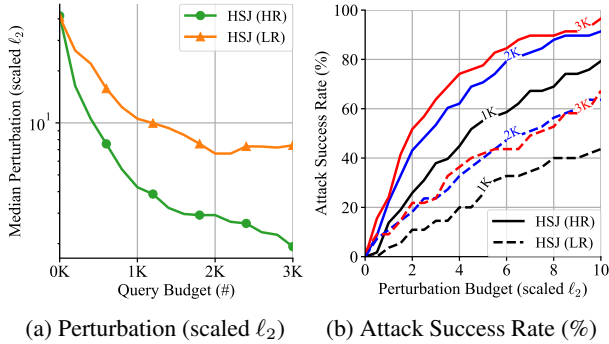 HSJ (HR)
HSJ (LR)
Median Perturbation (scaled ℓ₂)
10¹
0K
1K
2K
3K
Query Budget (#)
(a) Perturbation (scaled ℓ₂)
Attack Success Rate (%)
100
80
60
40
20
0
3K
2K
1K
2K
3K
1K
HSJ (HR)
HSJ (LR)
0
2
4
6
8
10
Perturbation Budget (scaled ℓ₂)
(b) Attack Success Rate (%)